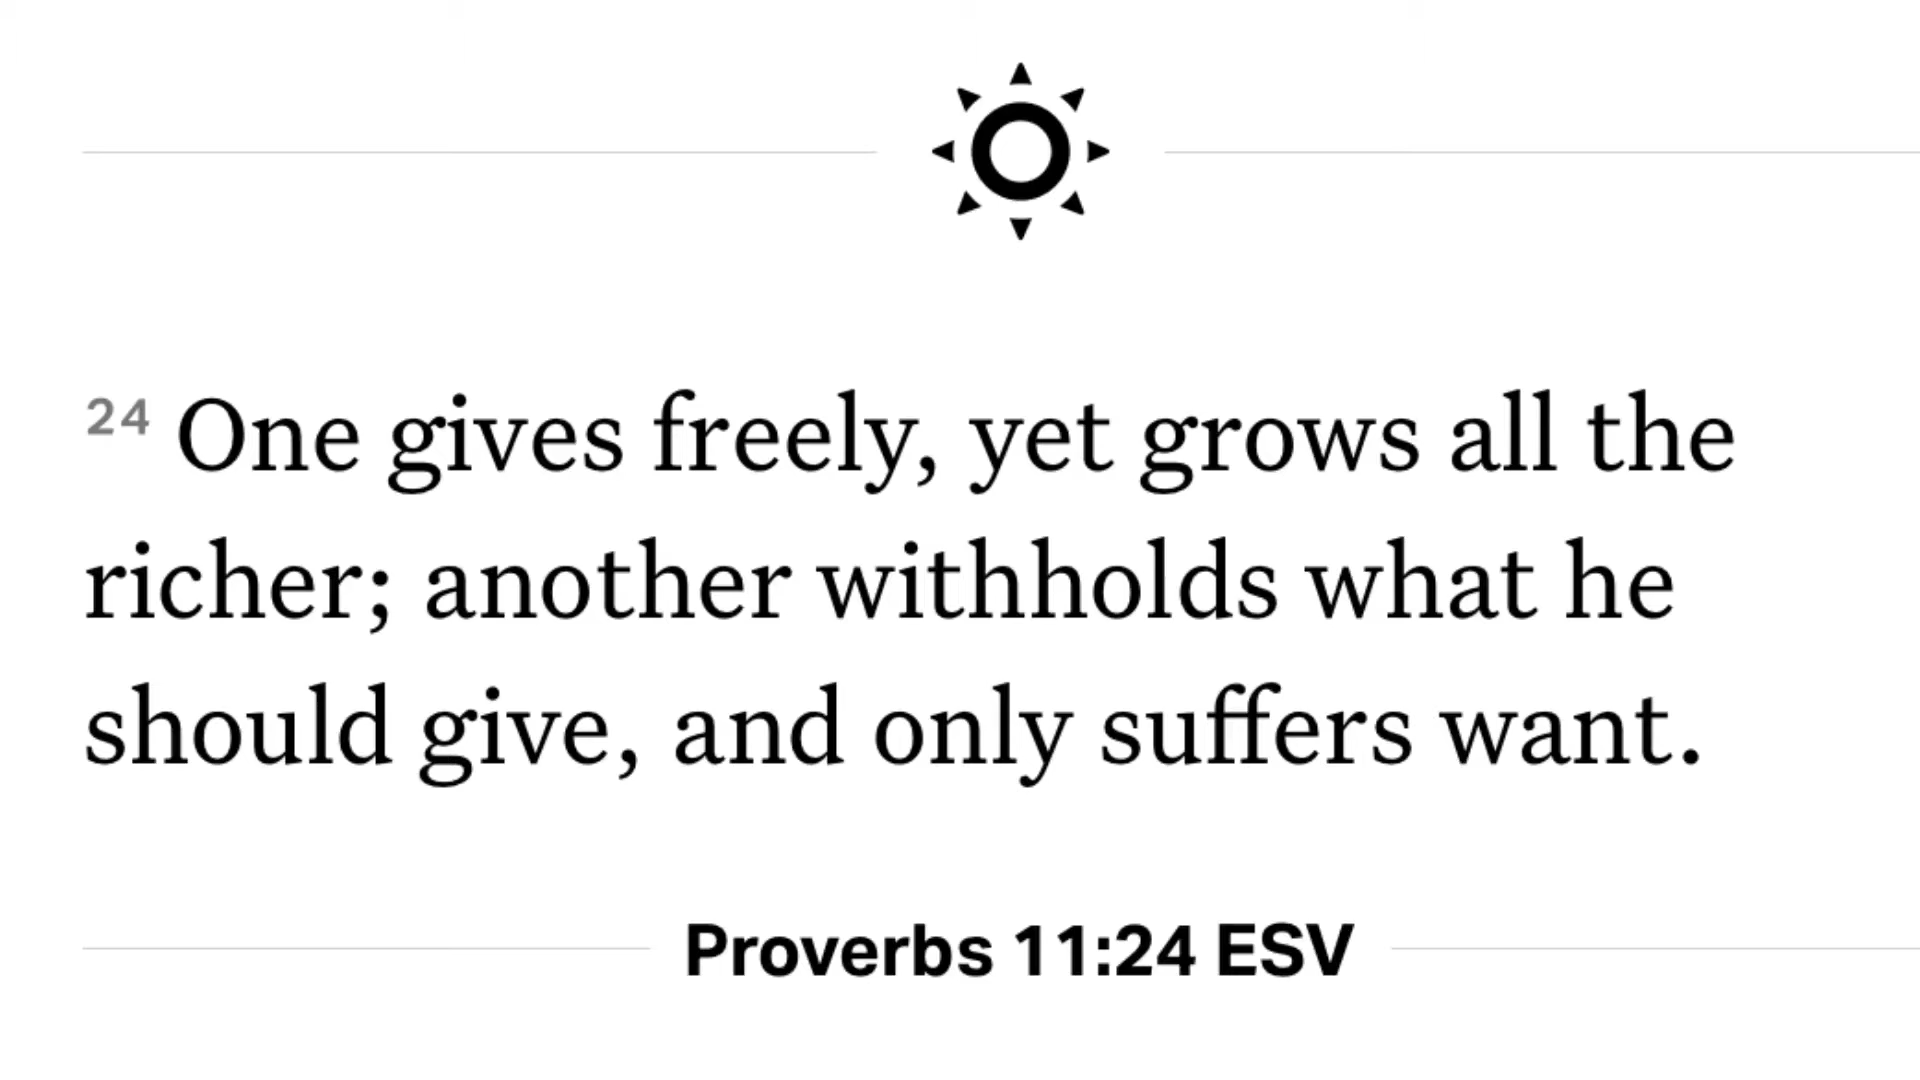 24 One gives freely, yet grows all the
richer; another withholds what he
should give, and only suffers want.
Proverbs 11:24 ESV